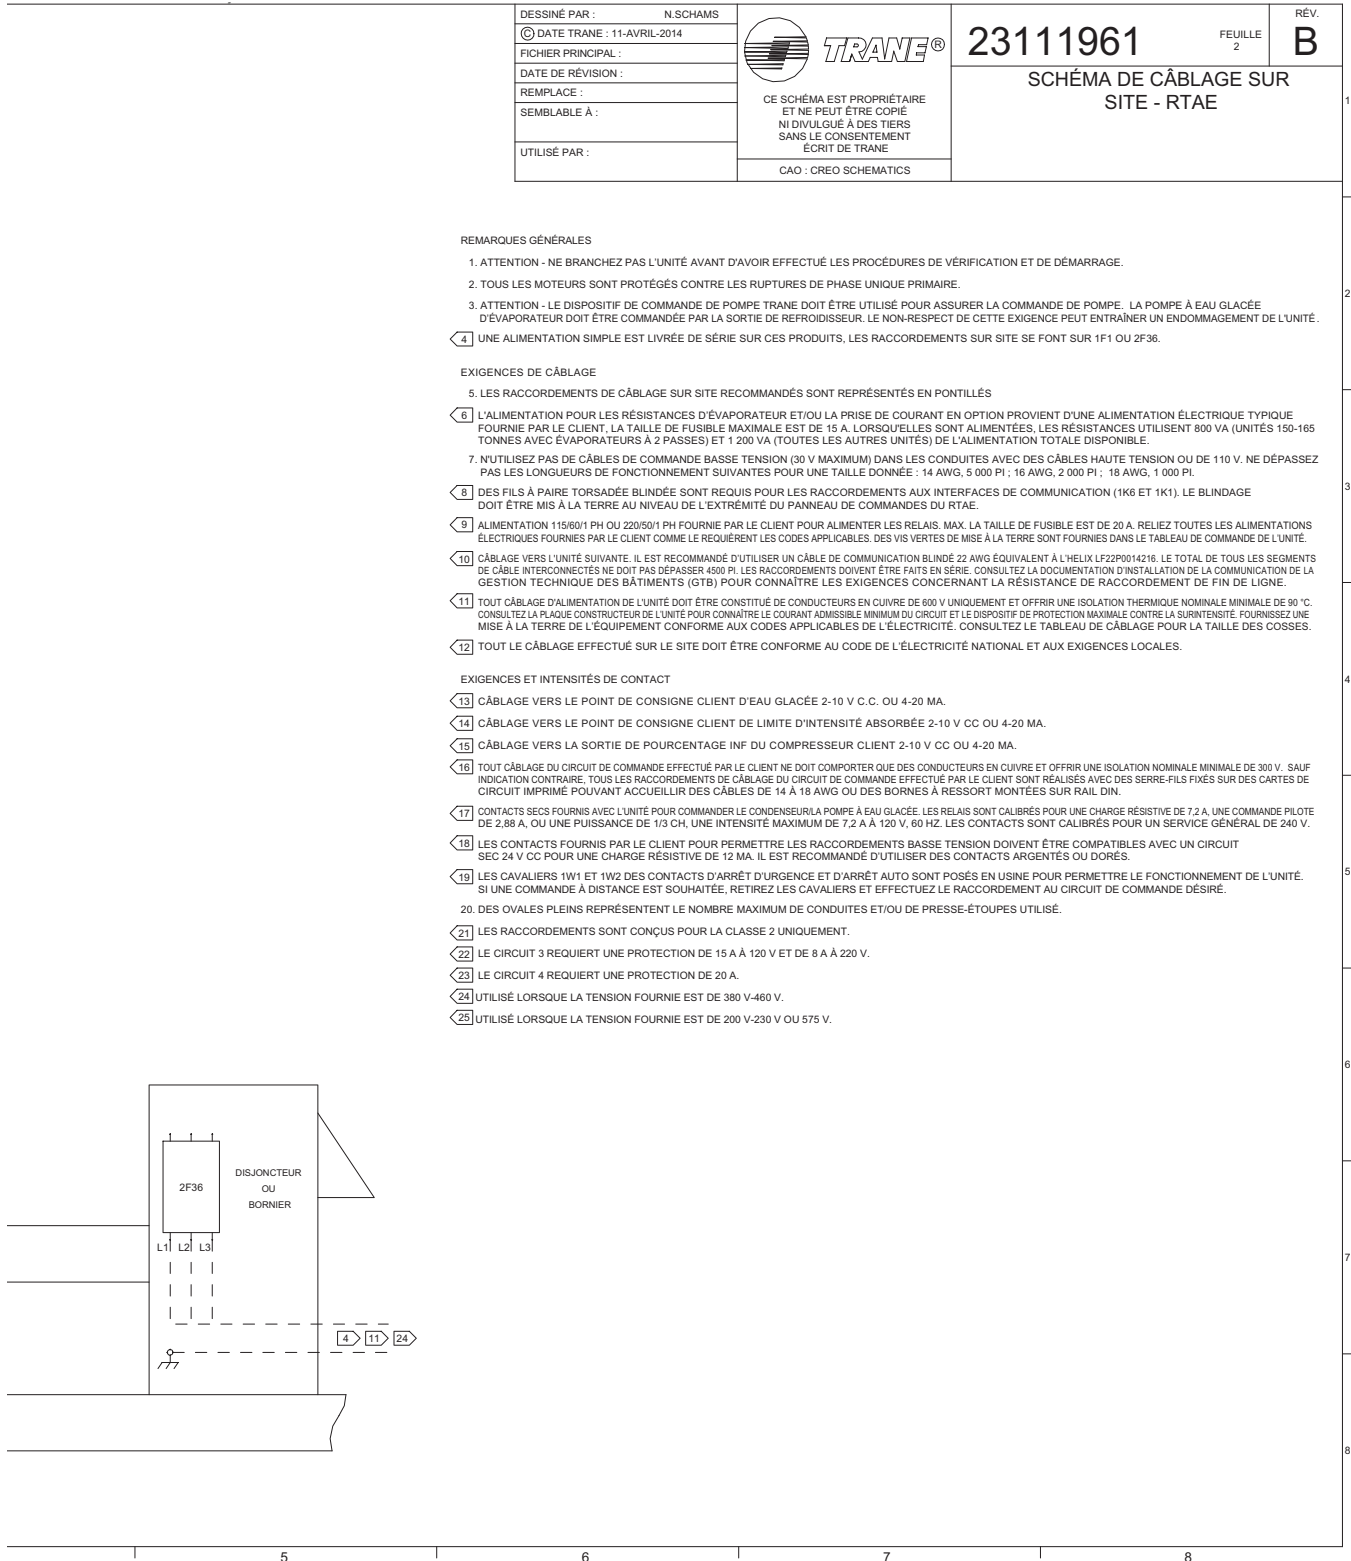 DESSINÉ PAR : N.SCHAMS
© DATE TRANE : 11-AVRIL-2014
FICHIER PRINCIPAL :
DATE DE RÉVISION :
REMPLACE :
SEMBLABLE À :
UTILISÉ PAR :
TRANE®
CE SCHÉMA EST PROPRIÉTAIRE
ET NE PEUT ÊTRE COPIÉ
NI DIVULGUÉ À DES TIERS
SANS LE CONSENTEMENT
ÉCRIT DE TRANE
CAO : CREO SCHEMATICS
23111961
FEUILLE
2
RÉV.
B
SCHÉMA DE CÂBLAGE SUR
SITE - RTAE
1
REMARQUES GÉNÉRALES
1. ATTENTION - NE BRANCHEZ PAS L'UNITÉ AVANT D'AVOIR EFFECTUÉ LES PROCÉDURES DE VÉRIFICATION ET DE DÉMARRAGE.
2. TOUS LES MOTEURS SONT PROTÉGÉS CONTRE LES RUPTURES DE PHASE UNIQUE PRIMAIRE.
2
3. ATTENTION - LE DISPOSITIF DE COMMANDE DE POMPE TRANE DOIT ÊTRE UTILISÉ POUR ASSURER LA COMMANDE DE POMPE. LA POMPE À EAU GLACÉE
D'ÉVAPORATEUR DOIT ÊTRE COMMANDÉE PAR LA SORTIE DE REFROIDISSEUR. LE NON-RESPECT DE CETTE EXIGENCE PEUT ENTRAÎNER UN ENDOMMAGEMENT DE L'UNITÉ.
4 UNE ALIMENTATION SIMPLE EST LIVRÉE DE SÉRIE SUR CES PRODUITS, LES RACCORDEMENTS SUR SITE SE FONT SUR 1F1 OU 2F36.
EXIGENCES DE CÂBLAGE
5. LES RACCORDEMENTS DE CÂBLAGE SUR SITE RECOMMANDÉS SONT REPRÉSENTÉS EN PONTILLÉS
6 L'ALIMENTATION POUR LES RÉSISTANCES D'ÉVAPORATEUR ET/OU LA PRISE DE COURANT EN OPTION PROVIENT D'UNE ALIMENTATION ÉLECTRIQUE TYPIQUE
FOURNIE PAR LE CLIENT, LA TAILLE DE FUSIBLE MAXIMALE EST DE 15 A. LORSQU'ELLES SONT ALIMENTÉES, LES RÉSISTANCES UTILISENT 800 VA (UNITÉS 150-165
TONNES AVEC ÉVAPORATEURS À 2 PASSES) ET 1 200 VA (TOUTES LES AUTRES UNITÉS) DE L'ALIMENTATION TOTALE DISPONIBLE.
7. N'UTILISEZ PAS DE CÂBLES DE COMMANDE BASSE TENSION (30 V MAXIMUM) DANS LES CONDUITES AVEC DES CÂBLES HAUTE TENSION OU DE 110 V. NE DÉPASSEZ
PAS LES LONGUEURS DE FONCTIONNEMENT SUIVANTES POUR UNE TAILLE DONNÉE : 14 AWG, 5 000 PI ; 16 AWG, 2 000 PI ; 18 AWG, 1 000 PI.
3
8 DES FILS À PAIRE TORSADÉE BLINDÉE SONT REQUIS POUR LES RACCORDEMENTS AUX INTERFACES DE COMMUNICATION (1K6 ET 1K1). LE BLINDAGE
DOIT ÊTRE MIS À LA TERRE AU NIVEAU DE L'EXTRÉMITÉ DU PANNEAU DE COMMANDES DU RTAE.
9 ALIMENTATION 115/60/1 PH OU 220/50/1 PH FOURNIE PAR LE CLIENT POUR ALIMENTER LES RELAIS. MAX. LA TAILLE DE FUSIBLE EST DE 20 A. RELIEZ TOUTES LES ALIMENTATIONS
ÉLECTRIQUES FOURNIES PAR LE CLIENT COMME LE REQUIÈRENT LES CODES APPLICABLES. DES VIS VERTES DE MISE À LA TERRE SONT FOURNIES DANS LE TABLEAU DE COMMANDE DE L'UNITÉ.
10 CÂBLAGE VERS L'UNITÉ SUIVANTE. IL EST RECOMMANDÉ D'UTILISER UN CÂBLE DE COMMUNICATION BLINDÉ 22 AWG ÉQUIVALENT À L'HELIX LF22P0014216. LE TOTAL DE TOUS LES SEGMENTS
DE CÂBLE INTERCONNECTÉS NE DOIT PAS DÉPASSER 4500 PI. LES RACCORDEMENTS DOIVENT ÊTRE FAITS EN SÉRIE. CONSULTEZ LA DOCUMENTATION D'INSTALLATION DE LA COMMUNICATION DE LA
GESTION TECHNIQUE DES BÂTIMENTS (GTB) POUR CONNAÎTRE LES EXIGENCES CONCERNANT LA RÉSISTANCE DE RACCORDEMENT DE FIN DE LIGNE.
11 TOUT CÂBLAGE D'ALIMENTATION DE L'UNITÉ DOIT ÊTRE CONSTITUÉ DE CONDUCTEURS EN CUIVRE DE 600 V UNIQUEMENT ET OFFRIR UNE ISOLATION THERMIQUE NOMINALE MINIMALE DE 90 °C.
CONSULTEZ LA PLAQUE CONSTRUCTEUR DE L'UNITÉ POUR CONNAÎTRE LE COURANT ADMISSIBLE MINIMUM DU CIRCUIT ET LE DISPOSITIF DE PROTECTION MAXIMALE CONTRE LA SURINTENSITÉ. FOURNISSEZ UNE
MISE À LA TERRE DE L'ÉQUIPEMENT CONFORME AUX CODES APPLICABLES DE L'ÉLECTRICITÉ. CONSULTEZ LE TABLEAU DE CÂBLAGE POUR LA TAILLE DES COSSES.
12 TOUT LE CÂBLAGE EFFECTUÉ SUR LE SITE DOIT ÊTRE CONFORME AU CODE DE L'ÉLECTRICITÉ NATIONAL ET AUX EXIGENCES LOCALES.
EXIGENCES ET INTENSITÉS DE CONTACT
4
13 CÂBLAGE VERS LE POINT DE CONSIGNE CLIENT D'EAU GLACÉE 2-10 V C.C. OU 4-20 MA.
14 CÂBLAGE VERS LE POINT DE CONSIGNE CLIENT DE LIMITE D'INTENSITÉ ABSORBÉE 2-10 V CC OU 4-20 MA.
15 CÂBLAGE VERS LA SORTIE DE POURCENTAGE INF DU COMPRESSEUR CLIENT 2-10 V CC OU 4-20 MA.
16 TOUT CÂBLAGE DU CIRCUIT DE COMMANDE EFFECTUÉ PAR LE CLIENT NE DOIT COMPORTER QUE DES CONDUCTEURS EN CUIVRE ET OFFRIR UNE ISOLATION NOMINALE MINIMALE DE 300 V. SAUF
INDICATION CONTRAIRE, TOUS LES RACCORDEMENTS DE CÂBLAGE DU CIRCUIT DE COMMANDE EFFECTUÉ PAR LE CLIENT SONT RÉALISÉS AVEC DES SERRE-FILS FIXÉS SUR DES CARTES DE
CIRCUIT IMPRIMÉ POUVANT ACCUEILLIR DES CÂBLES DE 14 À 18 AWG OU DES BORNES À RESSORT MONTÉES SUR RAIL DIN.
17 CONTACTS SECS FOURNIS AVEC L'UNITÉ POUR COMMANDER LE CONDENSEUR/LA POMPE À EAU GLACÉE. LES RELAIS SONT CALIBRÉS POUR UNE CHARGE RÉSISTIVE DE 7,2 A, UNE COMMANDE PILOTE
DE 2,88 A, OU UNE PUISSANCE DE 1/3 CH, UNE INTENSITÉ MAXIMUM DE 7,2 A À 120 V, 60 HZ. LES CONTACTS SONT CALIBRÉS POUR UN SERVICE GÉNÉRAL DE 240 V.
18 LES CONTACTS FOURNIS PAR LE CLIENT POUR PERMETTRE LES RACCORDEMENTS BASSE TENSION DOIVENT ÊTRE COMPATIBLES AVEC UN CIRCUIT
SEC 24 V CC POUR UNE CHARGE RÉSISTIVE DE 12 MA. IL EST RECOMMANDÉ D'UTILISER DES CONTACTS ARGENTÉS OU DORÉS.
5
19 LES CAVALIERS 1W1 ET 1W2 DES CONTACTS D'ARRÊT D'URGENCE ET D'ARRÊT AUTO SONT POSÉS EN USINE POUR PERMETTRE LE FONCTIONNEMENT DE L'UNITÉ.
SI UNE COMMANDE À DISTANCE EST SOUHAITÉE, RETIREZ LES CAVALIERS ET EFFECTUEZ LE RACCORDEMENT AU CIRCUIT DE COMMANDE DÉSIRÉ.
20. DES OVALES PLEINS REPRÉSENTENT LE NOMBRE MAXIMUM DE CONDUITES ET/OU DE PRESSE-ÉTOUPES UTILISÉ.
21 LES RACCORDEMENTS SONT CONÇUS POUR LA CLASSE 2 UNIQUEMENT.
22 LE CIRCUIT 3 REQUIERT UNE PROTECTION DE 15 A À 120 V ET DE 8 A À 220 V.
23 LE CIRCUIT 4 REQUIERT UNE PROTECTION DE 20 A.
24 UTILISÉ LORSQUE LA TENSION FOURNIE EST DE 380 V-460 V.
25 UTILISÉ LORSQUE LA TENSION FOURNIE EST DE 200 V-230 V OU 575 V.
6
2F36
DISJONCTEUR
OU
BORNIER
L1 L2 L3
7
4 11 24
8
5 6 7 8